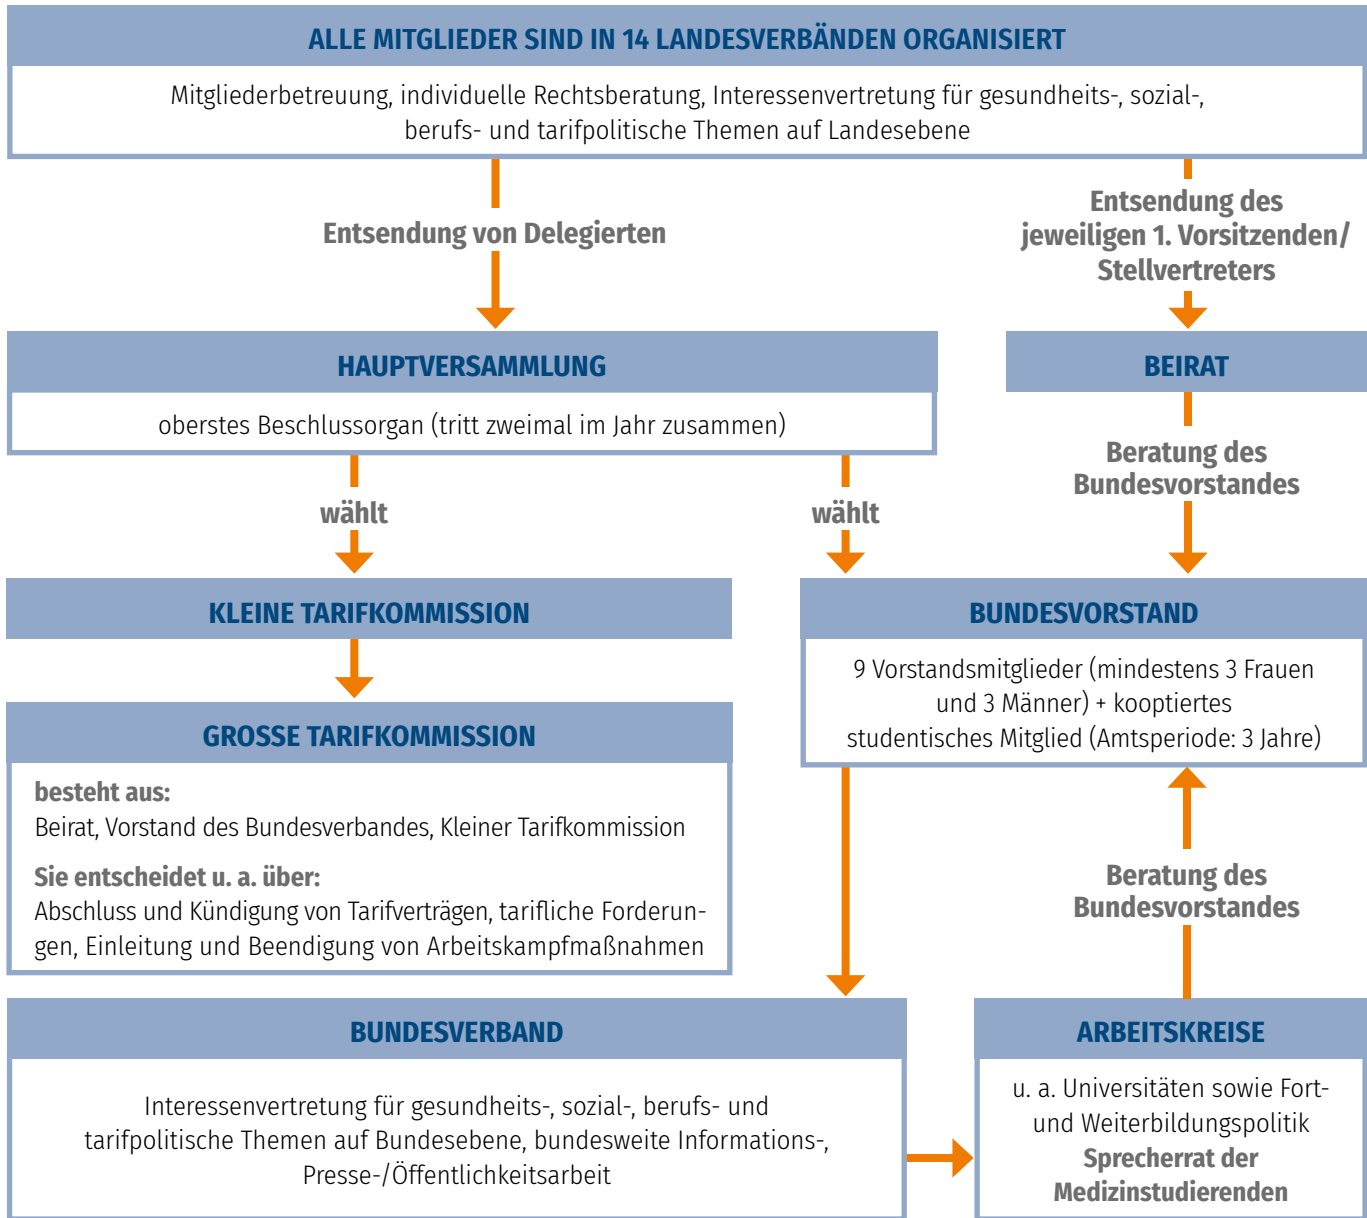 ALLE MITGLIEDER SIND IN 14 LANDESVERBÄNDEN ORGANISIERT
Mitgliederbetreuung, individuelle Rechtsberatung, Interessenvertretung für gesundheits-, sozial-,
berufs- und tarifpolitische Themen auf Landesebene
Entsendung von Delegierten
Entsendung des
jeweiligen 1. Vorsitzenden/
Stellvertreters
HAUPTVERSAMMLUNG
oberstes Beschlussorgan (tritt zweimal im Jahr zusammen)
BEIRAT
Beratung des
Bundesvorstandes
wählt
wählt
KLEINE TARIFKOMMISSION
BUNDESVORSTAND
9 Vorstandsmitglieder (mindestens 3 Frauen
und 3 Männer) + kooptiertes
studentisches Mitglied (Amtsperiode: 3 Jahre)
GROSSE TARIFKOMMISSION
besteht aus:
Beirat, Vorstand des Bundesverbandes, Kleiner Tarifkommission
Sie entscheidet u. a. über:
Abschluss und Kündigung von Tarifverträgen, tarifliche Forderun-
gen, Einleitung und Beendigung von Arbeitskampfmaßnahmen
Beratung des
Bundesvorstandes
BUNDESVERBAND
Interessenvertretung für gesundheits-, sozial-, berufs- und
tarifpolitische Themen auf Bundesebene, bundesweite Informations-,
Presse-/Öffentlichkeitsarbeit
ARBEITSKREISE
u. a. Universitäten sowie Fort-
und Weiterbildungspolitik
Sprecherrat der
Medizinstudierenden